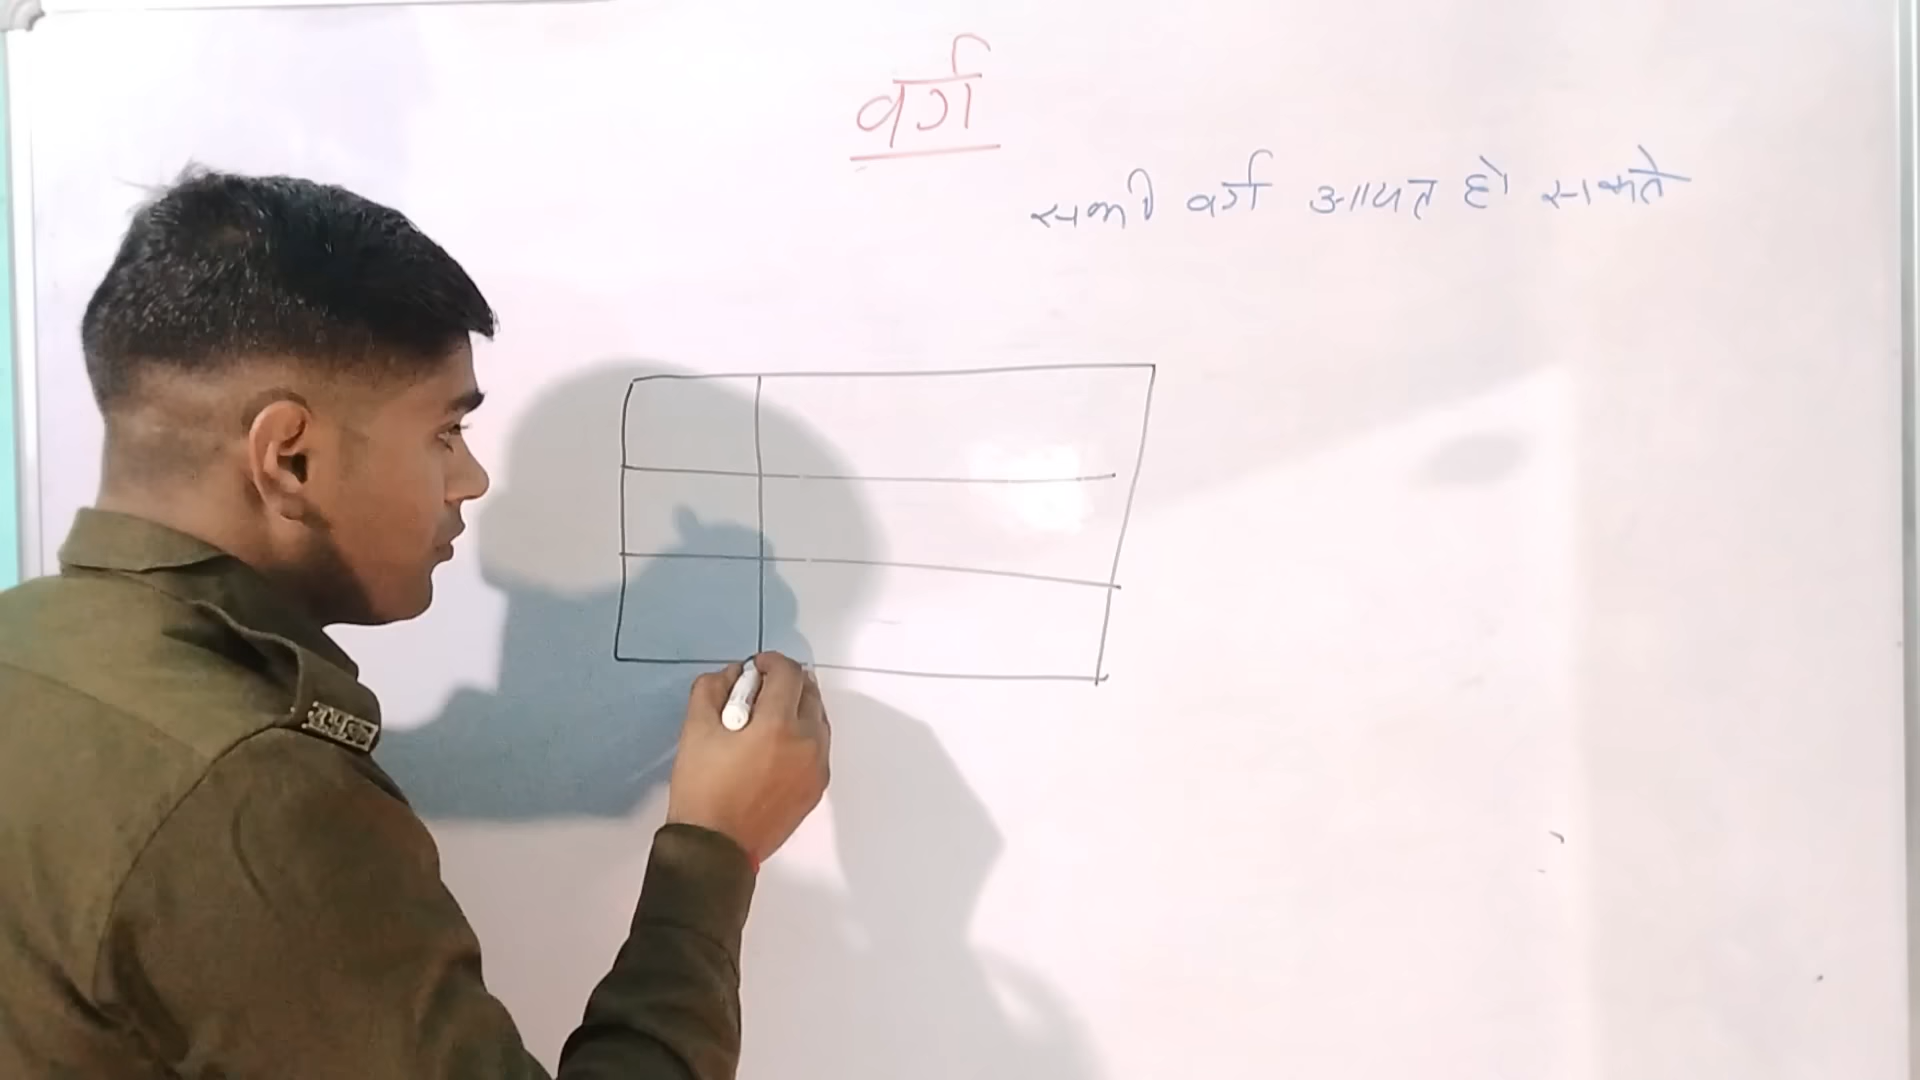 वर्ग
सभी वर्ग आयत हो सकते